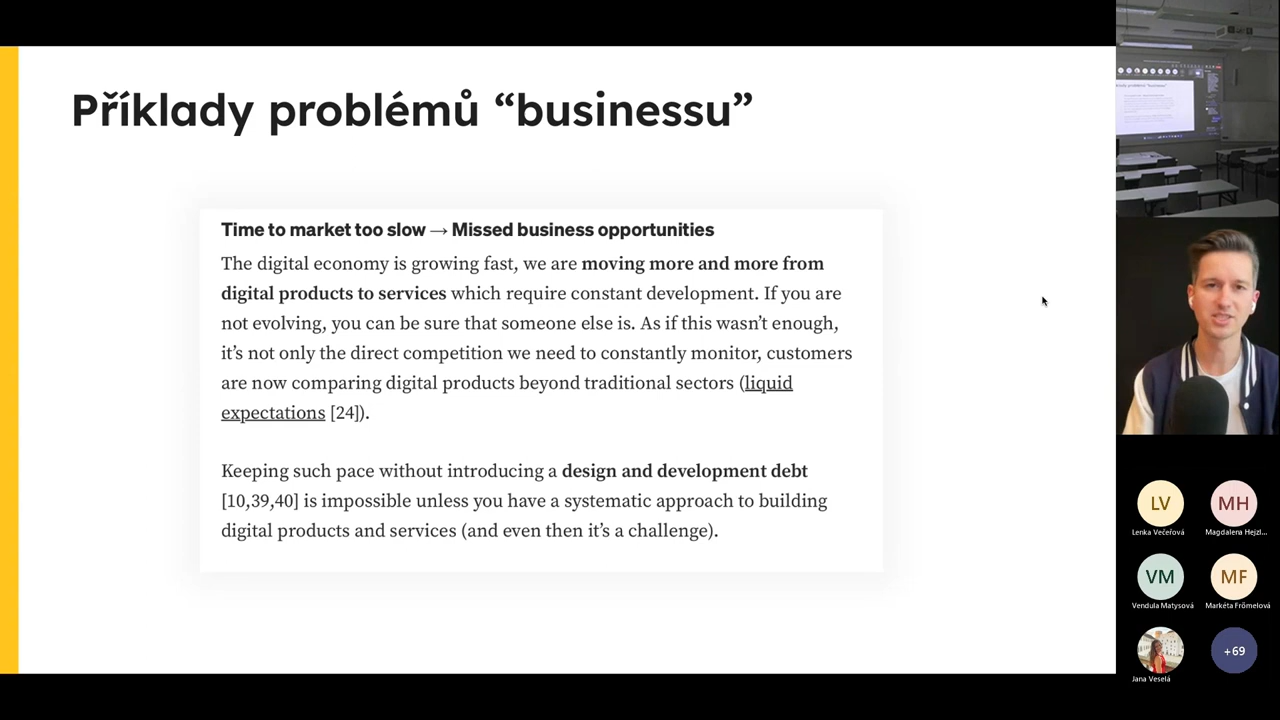 Příklady problémů “businessu”
Time to market too slow → Missed business opportunities
The digital economy is growing fast, we are moving more and more from
digital products to services which require constant development. If you are
not evolving, you can be sure that someone else is. As if this wasn’t enough,
it’s not only the direct competition we need to constantly monitor, customers
are now comparing digital products beyond traditional sectors (liquid
expectations [24]).
Keeping such pace without introducing a design and development debt
[10,39,40] is impossible unless you have a systematic approach to building
digital products and services (and even then it’s a challenge).
LV
MH
Lenka Večeřová
Magdalena Hejzl...
VM
MF
Vendula Matysová
Markéta Frömelová
+69
Jana Veselá